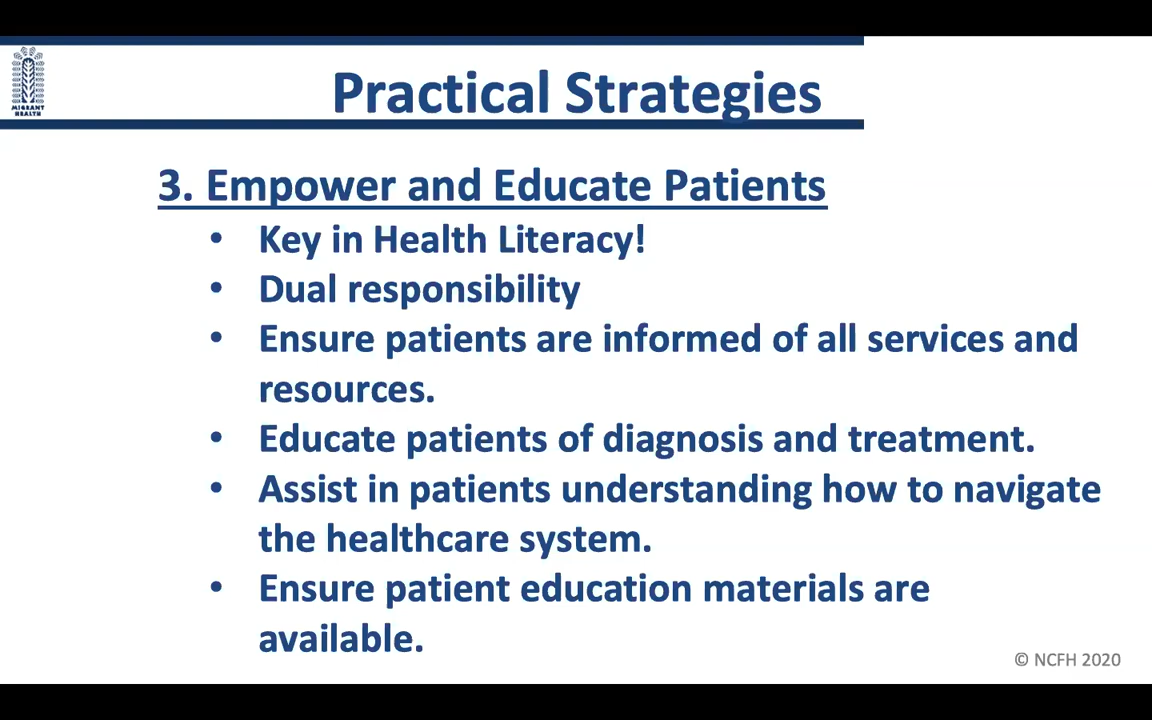 MIGRANT
HEALTH
Practical Strategies
3. Empower and Educate Patients
• Key in Health Literacy!
• Dual responsibility
• Ensure patients are informed of all services and
resources.
• Educate patients of diagnosis and treatment.
• Assist in patients understanding how to navigate
the healthcare system.
• Ensure patient education materials are
available.
© NCFH 2020